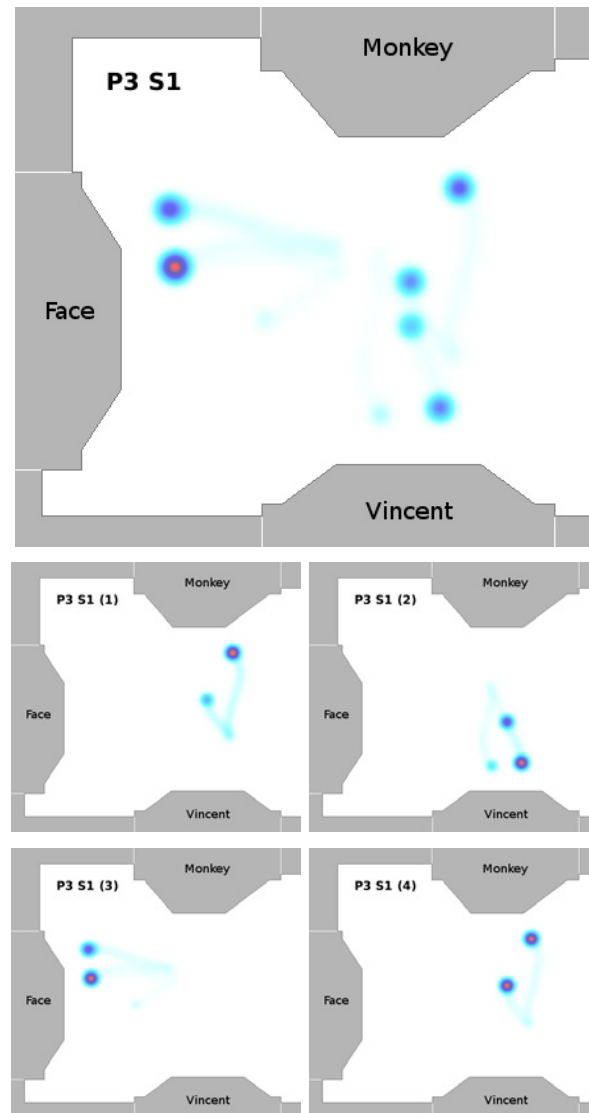 Monkey
P3 S1
Face
Vincent
Monkey
P3 S1 (1)
Face
Vincent
Monkey
P3 S1 (2)
Face
Vincent
Monkey
P3 S1 (3)
Face
Vincent
Monkey
P3 S1 (4)
Face
Vincent